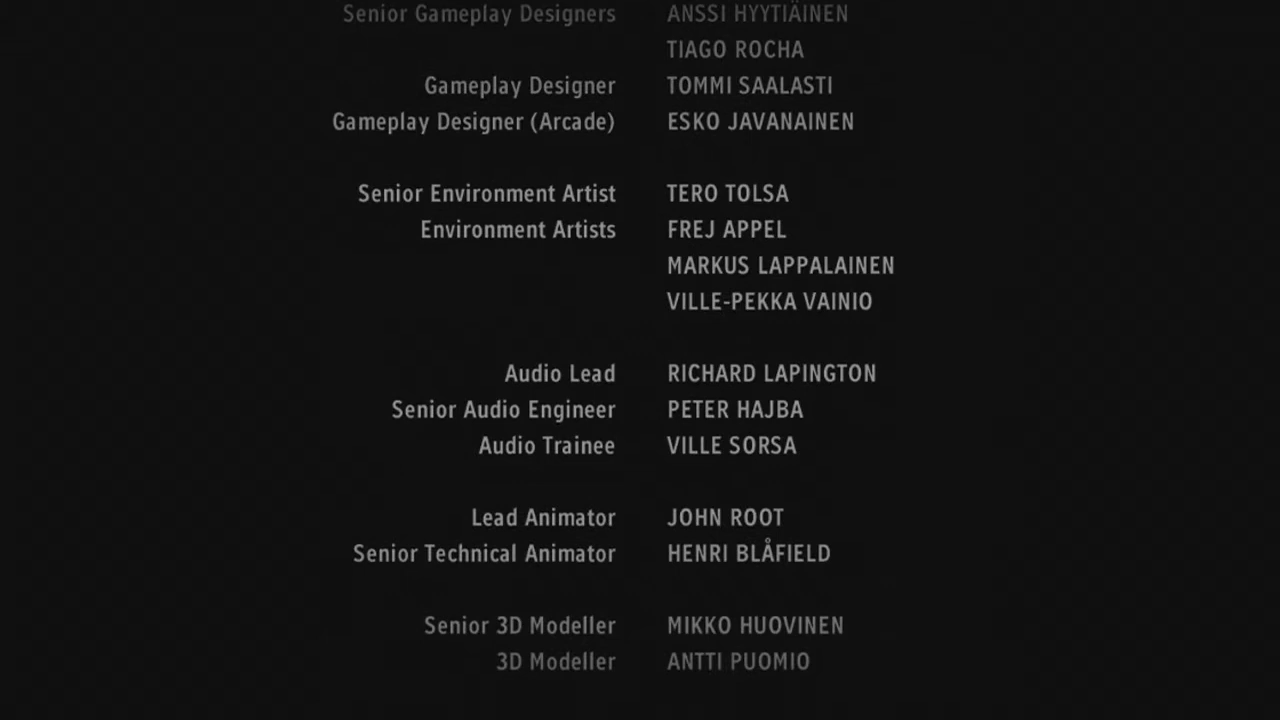 Senior Gameplay Designers ANSSI HYYTIÄINEN
TIAGO ROCHA
Gameplay Designer TOMMI SAALASTI
Gameplay Designer (Arcade) ESKO JAVANAINEN
Senior Environment Artist TERO TOLSA
Environment Artists FREJ APPEL
MARKUS LAPPALAINEN
VILLE-PEKKA VAINIO
Audio Lead RICHARD LAPINGTON
Senior Audio Engineer PETER HAJBA
Audio Trainee VILLE SORSA
Lead Animator JOHN ROOT
Senior Technical Animator HENRI BLÅFIELD
Senior 3D Modeller MIKKO HUOVINEN
3D Modeller ANTTI PUOMIO